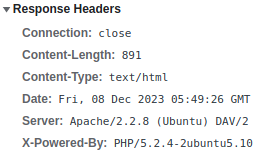 Response Headers
Connection: close
Content-Length: 891
Content-Type: text/html
Date: Fri, 08 Dec 2023 05:49:26 GMT
Server: Apache/2.2.8 (Ubuntu) DAV/2
X-Powered-By: PHP/5.2.4-2ubuntu5.10